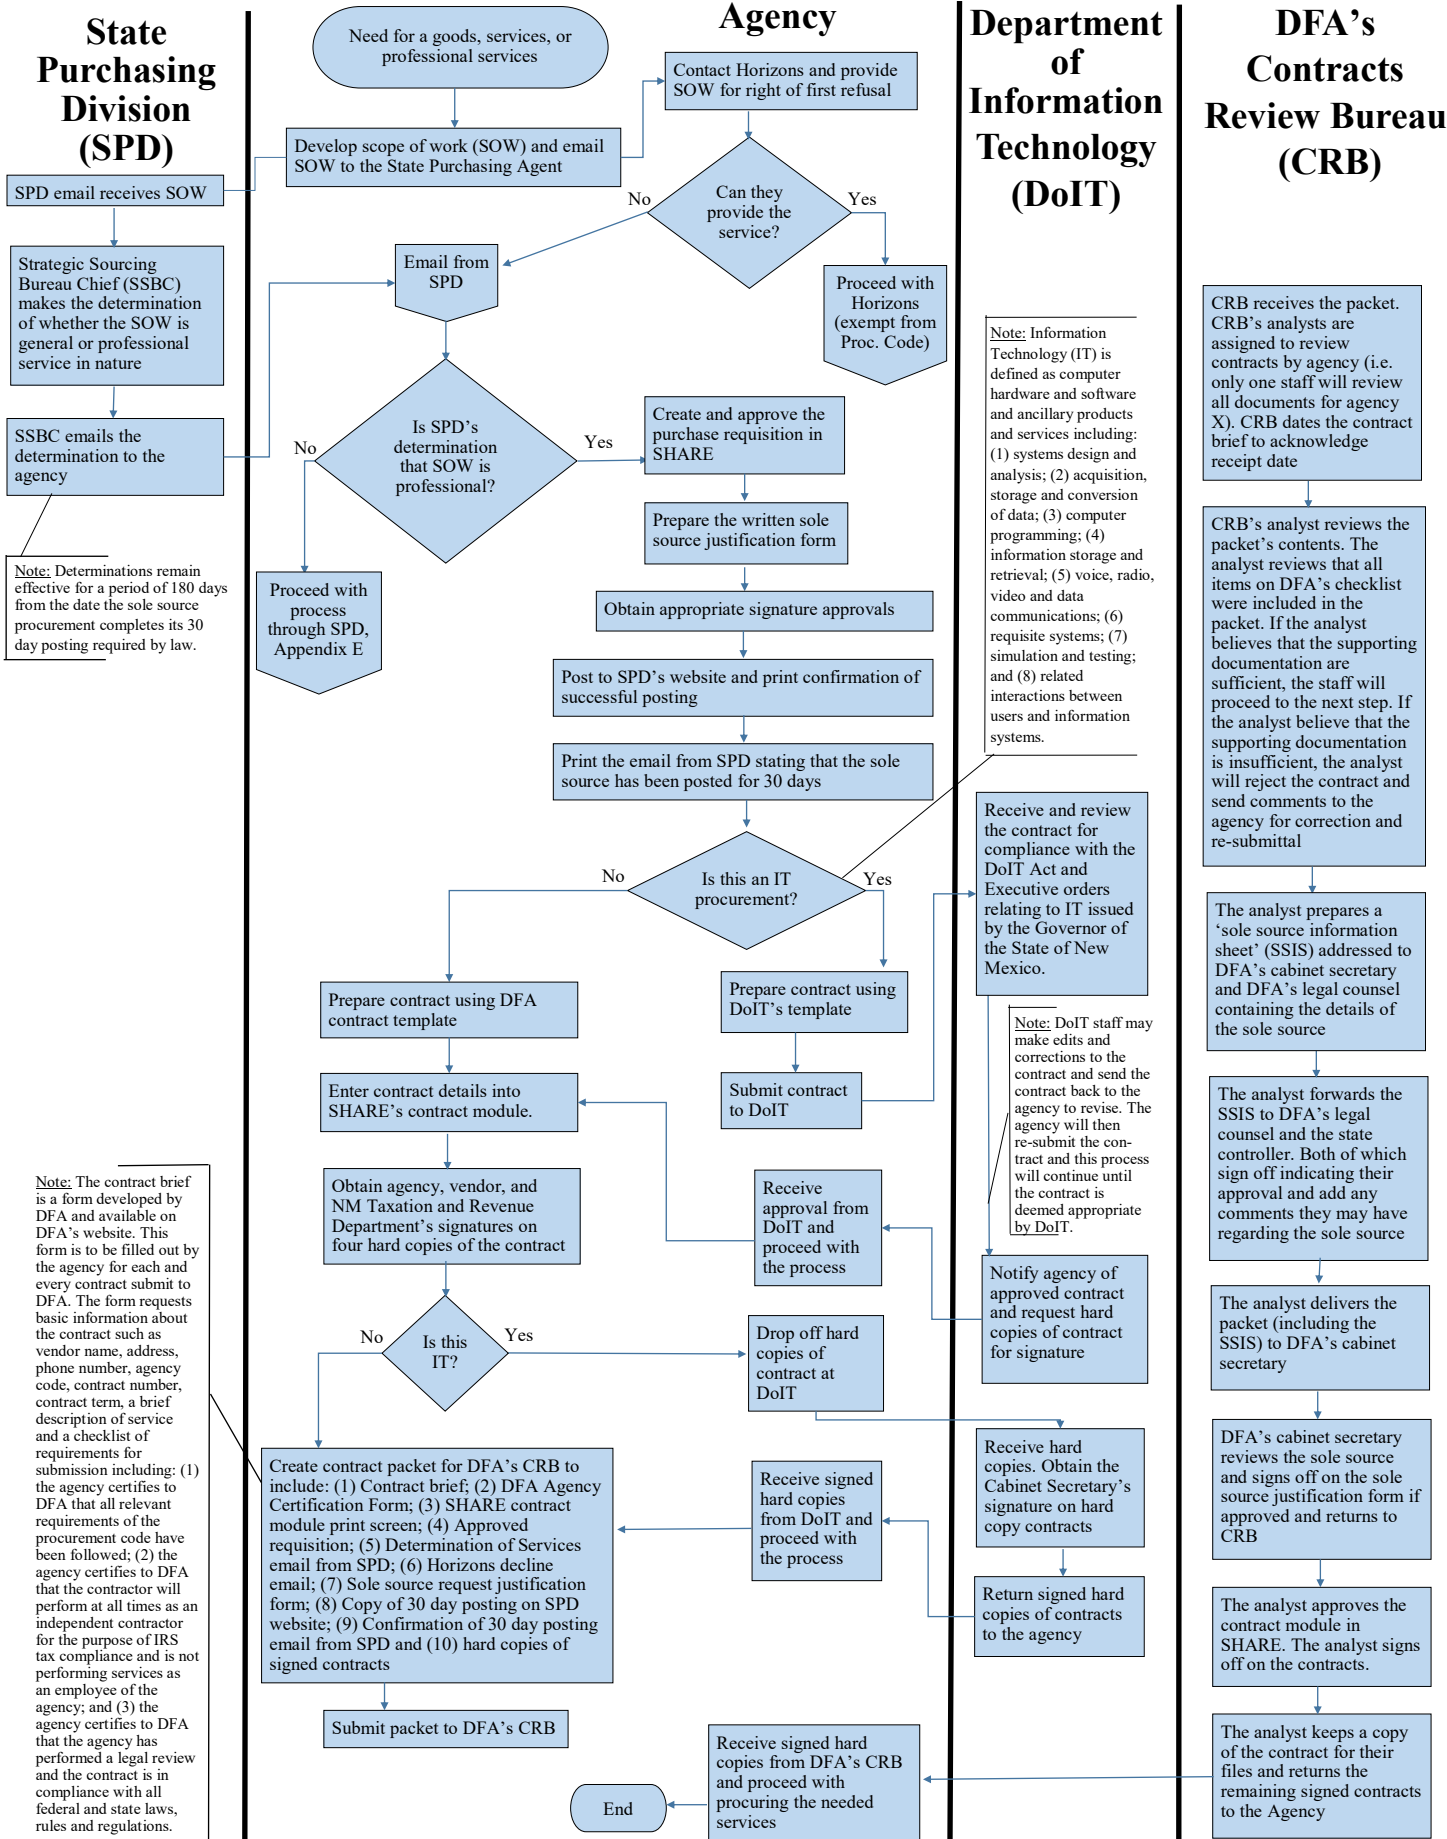 State
Purchasing
Division
(SPD)
SPD email receives SOW
Strategic Sourcing
Bureau Chief (SSBC)
makes the determination
of whether the SOW is
general or professional
service in nature
SSBC emails the
determination to the
agency
Note: Determinations remain
effective for a period of 180 days
from the date the sole source
procurement completes its 30
day posting required by law.
Note: The contract brief
is a form developed by
DFA and available on
DFA’s website. This
form is to be filled out by
the agency for each and
every contract submit to
DFA. The form requests
basic information about
the contract such as
vendor name, address,
phone number, agency
code, contract number,
contract term, a brief
description of service
and a checklist of
requirements for
submission including: (1)
the agency certifies to
DFA that all relevant
requirements of the
procurement code have
been followed; (2) the
agency certifies to DFA
that the contractor will
perform at all times as an
independent contractor
for the purpose of IRS
tax compliance and is not
performing services as
an employee of the
agency; and (3) the
agency certifies to DFA
that the agency has
performed a legal review
and the contract is in
compliance with all
federal and state laws,
rules and regulations.
Agency
Need for a goods, services, or
professional services
Develop scope of work (SOW) and email
SOW to the State Purchasing Agent
Contact Horizons and provide
SOW for right of first refusal
Can they
provide the
service?
No
Yes
Email from
SPD
Proceed with
Horizons
(exempt from
Proc. Code)
Is SPD’s
determination
that SOW is
professional?
No
Yes
Proceed with
process
through SPD,
Appendix E
Create and approve the
purchase requisition in
SHARE
Prepare the written sole
source justification form
Obtain appropriate signature approvals
Post to SPD’s website and print confirmation of
successful posting
Print the email from SPD stating that the sole
source has been posted for 30 days
Is this an IT
procurement?
No
Yes
Prepare contract using DFA
contract template
Prepare contract using
DoIT’s template
Enter contract details into
SHARE’s contract module.
Submit contract
to DoIT
Obtain agency, vendor, and
NM Taxation and Revenue
Department’s signatures on
four hard copies of the contract
Receive
approval from
DoIT and
proceed with
the process
Is this
IT?
No
Yes
Drop off hard
copies of
contract at
DoIT
Create contract packet for DFA’s CRB to
include: (1) Contract brief; (2) DFA Agency
Certification Form; (3) SHARE contract
module print screen; (4) Approved
requisition; (5) Determination of Services
email from SPD; (6) Horizons decline
email; (7) Sole source request justification
form; (8) Copy of 30 day posting on SPD
website; (9) Confirmation of 30 day posting
email from SPD and (10) hard copies of
signed contracts
Receive signed
hard copies
from DoIT and
proceed with
the process
Submit packet to DFA’s CRB
Receive signed hard
copies from DFA’s CRB
and proceed with
procuring the needed
services
End
Department
of
Information
Technology
(DoIT)
Note: Information
Technology (IT) is
defined as computer
hardware and software
and ancillary products
and services including:
(1) systems design and
analysis; (2) acquisition,
storage and conversion
of data; (3) computer
programming; (4)
information storage and
retrieval; (5) voice, radio,
video and data
communications; (6)
requisite systems; (7)
simulation and testing;
and (8) related
interactions between
users and information
systems.
Receive and review
the contract for
compliance with the
DoIT Act and
Executive orders
relating to IT issued
by the Governor of
the State of New
Mexico.
Note: DoIT staff may
make edits and
corrections to the
contract and send the
contract back to the
agency to revise. The
agency will then
re-submit the con-
tract and this process
will continue until
the contract is
deemed appropriate
by DoIT.
Notify agency of
approved contract
and request hard
copies of contract
for signature
Receive hard
copies. Obtain the
Cabinet Secretary’s
signature on hard
copy contracts
Return signed hard
copies of contracts
to the agency
DFA’s
Contracts
Review Bureau
(CRB)
CRB receives the packet.
CRB’s analysts are
assigned to review
contracts by agency (i.e.
only one staff will review
all documents for agency
X). CRB dates the contract
brief to acknowledge
receipt date
CRB’s analyst reviews the
packet’s contents. The
analyst reviews that all
items on DFA’s checklist
were included in the
packet. If the analyst
believes that the supporting
documentation are
sufficient, the staff will
proceed to the next step. If
the analyst believe that the
supporting documentation
is insufficient, the analyst
will reject the contract and
send comments to the
agency for correction and
re-submittal
The analyst prepares a
‘sole source information
sheet’ (SSIS) addressed to
DFA’s cabinet secretary
and DFA’s legal counsel
containing the details of
the sole source
The analyst forwards the
SSIS to DFA’s legal
counsel and the state
controller. Both of which
sign off indicating their
approval and add any
comments they may have
regarding the sole source
The analyst delivers the
packet (including the
SSIS) to DFA’s cabinet
secretary
DFA’s cabinet secretary
reviews the sole source
and signs off on the sole
source justification form if
approved and returns to
CRB
The analyst approves the
contract module in
SHARE. The analyst signs
off on the contracts.
The analyst keeps a copy
of the contract for their
files and returns the
remaining signed contracts
to the Agency